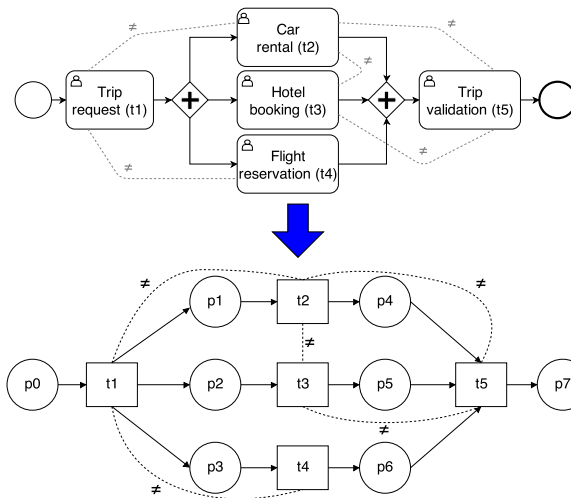 ≠
≠
Car
rental (t2)
≠
Trip
request (t1)
Hotel
booking (t3)
Trip
validation (t5)
≠
≠
Flight
reservation (t4)
≠
≠
p1
t2
p4
≠
p0
t1
p2
t3
p5
t5
p7
≠
p3
t4
p6
≠